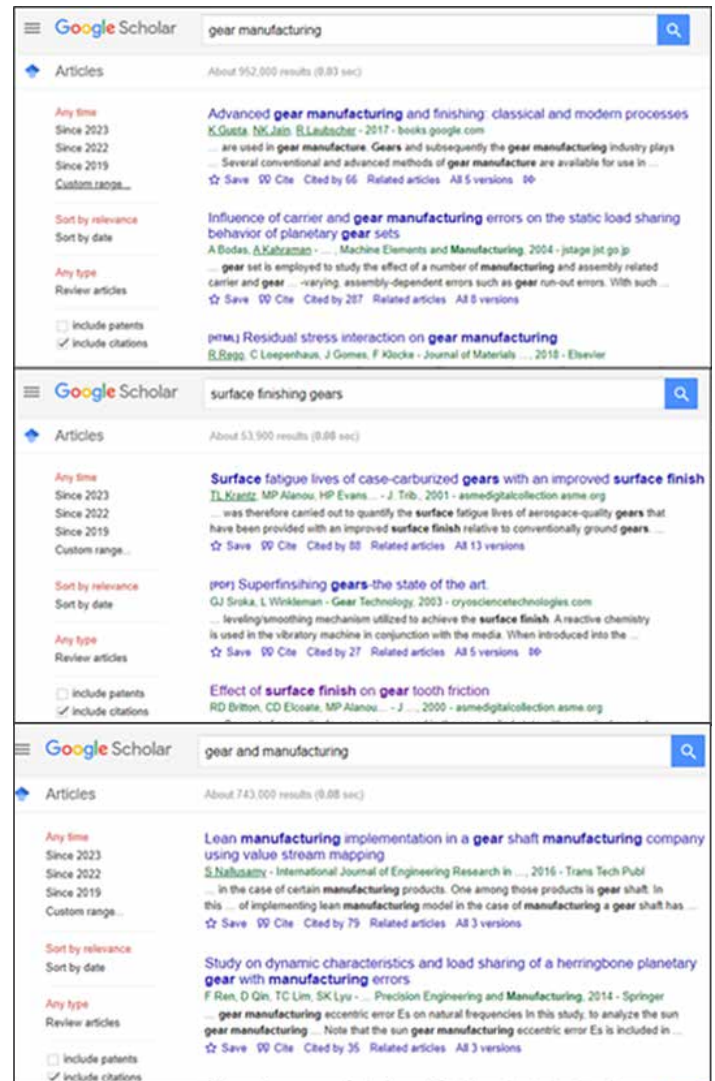 Google Scholar
gear manufacturing
Articles
About 952,000 results (0.03 sec)
Any time
Since 2023
Since 2022
Since 2019
Custom range...
Sort by relevance
Sort by date
Any type
Review articles
include patents
include citations
Advanced gear manufacturing and finishing: classical and modern processes
K Gupta, NK Jain, R Laubscher - 2017 - books.google.com
... are used in gear manufacture. Gears and subsequently the gear manufacturing industry plays
... Several conventional and advanced methods of gear manufacture are available for use in ...
Save Cite Cited by 66 Related articles All 5 versions
Influence of carrier and gear manufacturing errors on the static load sharing
behavior of planetary gear sets
A Bodas, A Kahraman - ..., Machine Elements and Manufacturing, 2004 - jstage.jst.go.jp
... gear set is employed to study the effect of a number of manufacturing and assembly related
carrier and gear ... -varying, assembly-dependent errors such as gear run-out errors. With such ...
Save Cite Cited by 287 Related articles All 8 versions
[HTML] Residual stress interaction on gear manufacturing
R Rego, C Loepenhaus, J Gomes, F Klocke - Journal of Materials ..., 2018 - Elsevier
Google Scholar
surface finishing gears
Articles
About 53,900 results (0.08 sec)
Any time
Since 2023
Since 2022
Since 2019
Custom range...
Sort by relevance
Sort by date
Any type
Review articles
include patents
include citations
Surface fatigue lives of case-carburized gears with an improved surface finish
TL Krantz, MP Alanou, HP Evans... - J. Trib., 2001 - asmedigitalcollection.asme.org
... was therefore carried out to quantify the surface fatigue lives of aerospace-quality gears that
have been provided with an improved surface finish relative to conventionally ground gears. ...
Save Cite Cited by 88 Related articles All 13 versions
[PDF] Superfinsihing gears-the state of the art.
GJ Sroka, L Winkleman - Gear Technology, 2003 - cryosciencetechnologies.com
... leveling/smoothing mechanism utilized to achieve the surface finish. A reactive chemistry
is used in the vibratory machine in conjunction with the media. When introduced into the ...
Save Cite Cited by 27 Related articles All 5 versions
Effect of surface finish on gear tooth friction
RD Britton, CD Elcoate, MP Alanou... - J ..., 2000 - asmedigitalcollection.asme.org
Google Scholar
gear and manufacturing
Articles
About 743,000 results (0.08 sec)
Any time
Since 2023
Since 2022
Since 2019
Custom range...
Sort by relevance
Sort by date
Any type
Review articles
include patents
include citations
Lean manufacturing implementation in a gear shaft manufacturing company
using value stream mapping
S Nallusamy - International Journal of Engineering Research in ..., 2016 - Trans Tech Publ
... in the case of certain manufacturing products. One among those products is gear shaft. In
this ... of implementing lean manufacturing model in the case of manufacturing a gear shaft has ...
Save Cite Cited by 79 Related articles All 3 versions
Study on dynamic characteristics and load sharing of a herringbone planetary
gear with manufacturing errors
F Ren, D Qin, TC Lim, SK Lyu - ... Precision Engineering and Manufacturing, 2014 - Springer
... gear manufacturing eccentric error Es on natural frequencies In this study, to analyze the sun
gear manufacturing ... Note that the sun gear manufacturing eccentric error Es is included in ...
Save Cite Cited by 35 Related articles All 3 versions